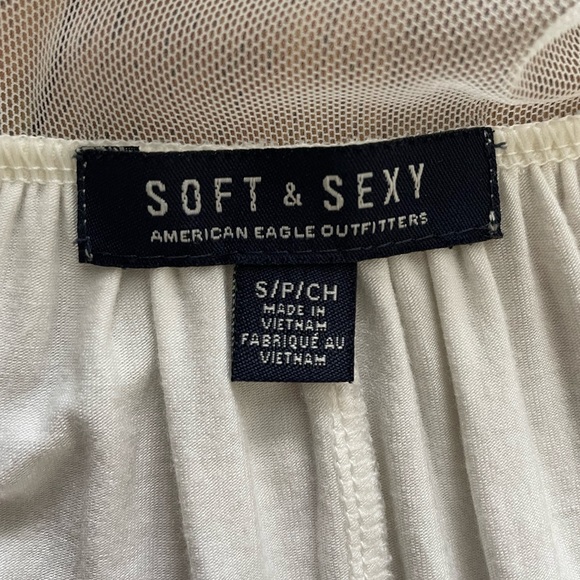 SOFT & SEXY
AMERICAN EAGLE OUTFITTERS
S/P/CH
MADE IN
VIETNAM
FABRIQUÉ AU
VIETNAM